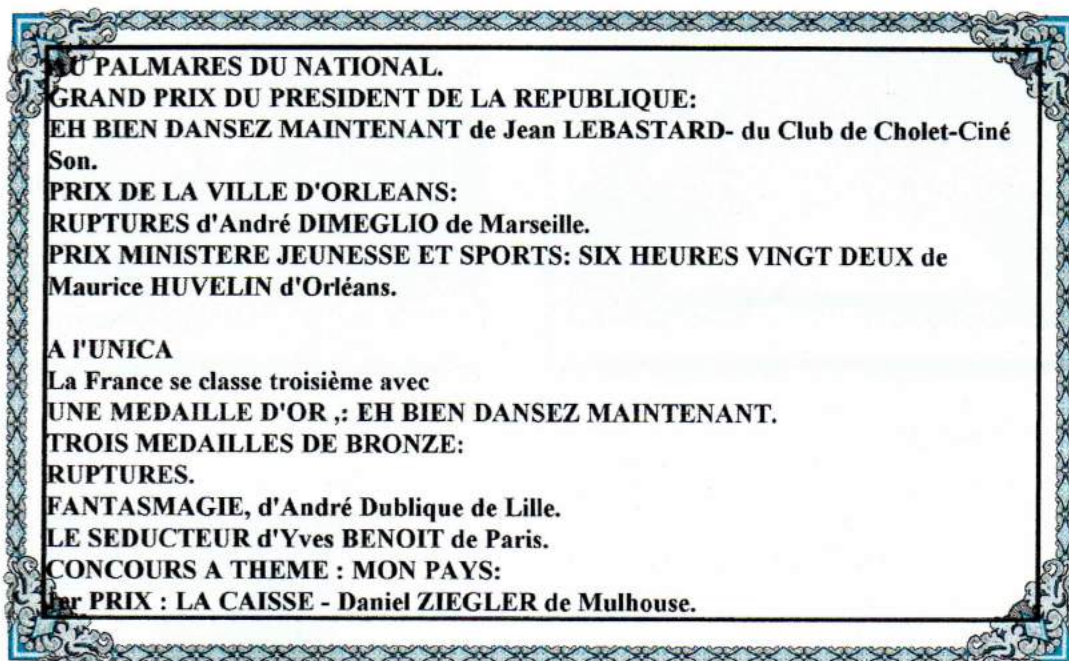 AU PALMARES DU NATIONAL.
GRAND PRIX DU PRESIDENT DE LA REPUBLIQUE:
EH BIEN DANSEZ MAINTENANT de Jean LEBASTARD- du Club de Cholet-Ciné
Son.
PRIX DE LA VILLE D'ORLEANS:
RUPTURES d'André DIMEGLIO de Marseille.
PRIX MINISTERE JEUNESSE ET SPORTS: SIX HEURES VINGT DEUX de
Maurice HUVELIN d'Orléans.
A l'UNICA
La France se classe troisième avec
UNE MEDAILLE D'OR ,: EH BIEN DANSEZ MAINTENANT.
TROIS MEDAILLES DE BRONZE:
RUPTURES.
FANTASMAGIE, d'André Dublique de Lille.
LE SEDUCTEUR d'Yves BENOIT de Paris.
CONCOURS A THEME : MON PAYS:
1er PRIX : LA CAISSE - Daniel ZIEGLER de Mulhouse.